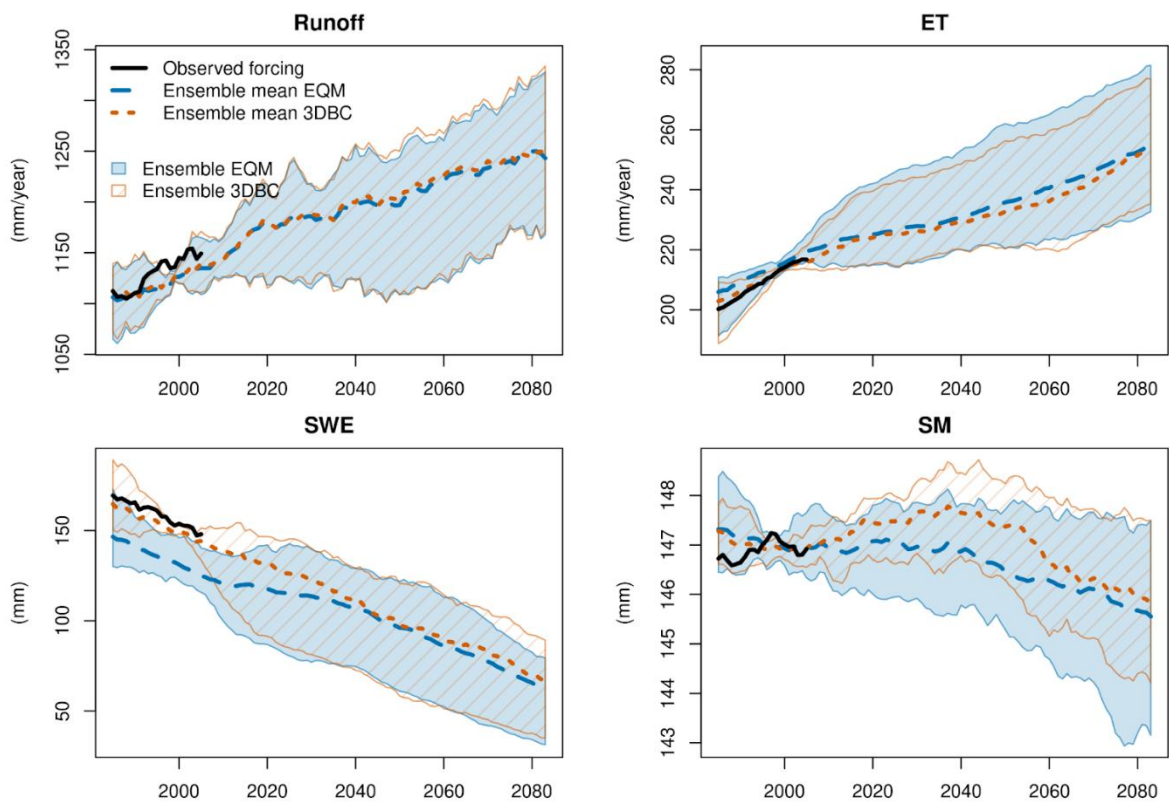 Runoff
(mm/year)
1350
1250
1150
1050
Observed forcing
Ensemble mean EQM
Ensemble mean 3DBC
Ensemble EQM
Ensemble 3DBC
2000 2020 2040 2060 2080
ET
(mm/year)
280
260
240
220
200
2000 2020 2040 2060 2080
SWE
(mm)
150
100
50
2000 2020 2040 2060 2080
SM
(mm)
148
147
146
145
144
143
2000 2020 2040 2060 2080